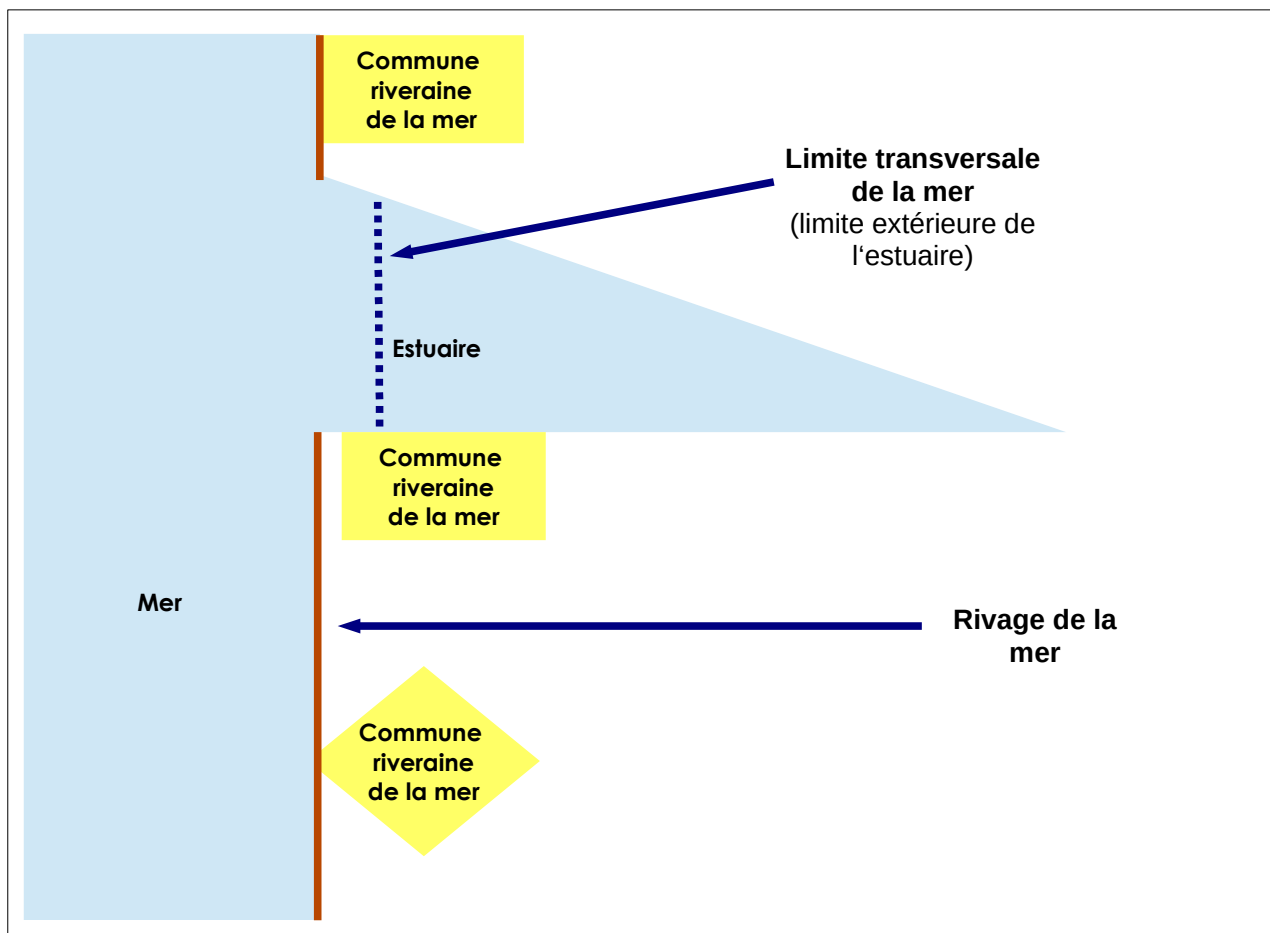 Commune
riveraine
de la mer
Limite transversale
de la mer
(limite extérieure de
l‘estuaire)
Estuaire
Commune
riveraine
de la mer
Mer
Rivage de la
mer
Commune
riveraine
de la mer